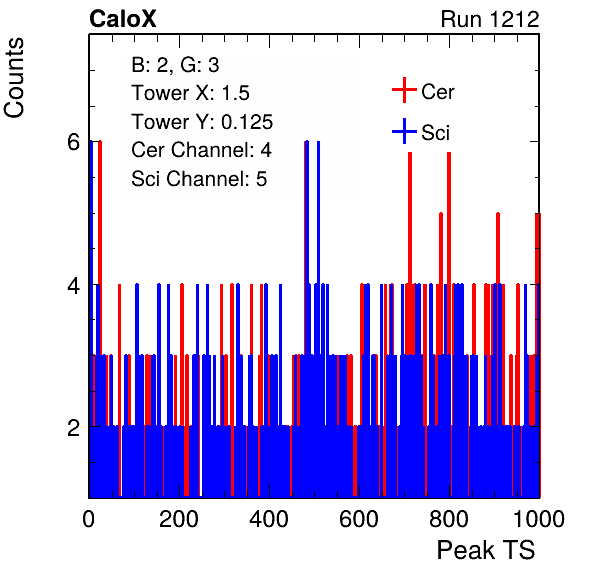 CaloX Run 1212
Counts
B: 2, G: 3
Tower X: 1.5
Tower Y: 0.125
Cer Channel: 4
Sci Channel: 5
Cer
Sci
6
4
2
0 200 400 600 800 1000
Peak TS